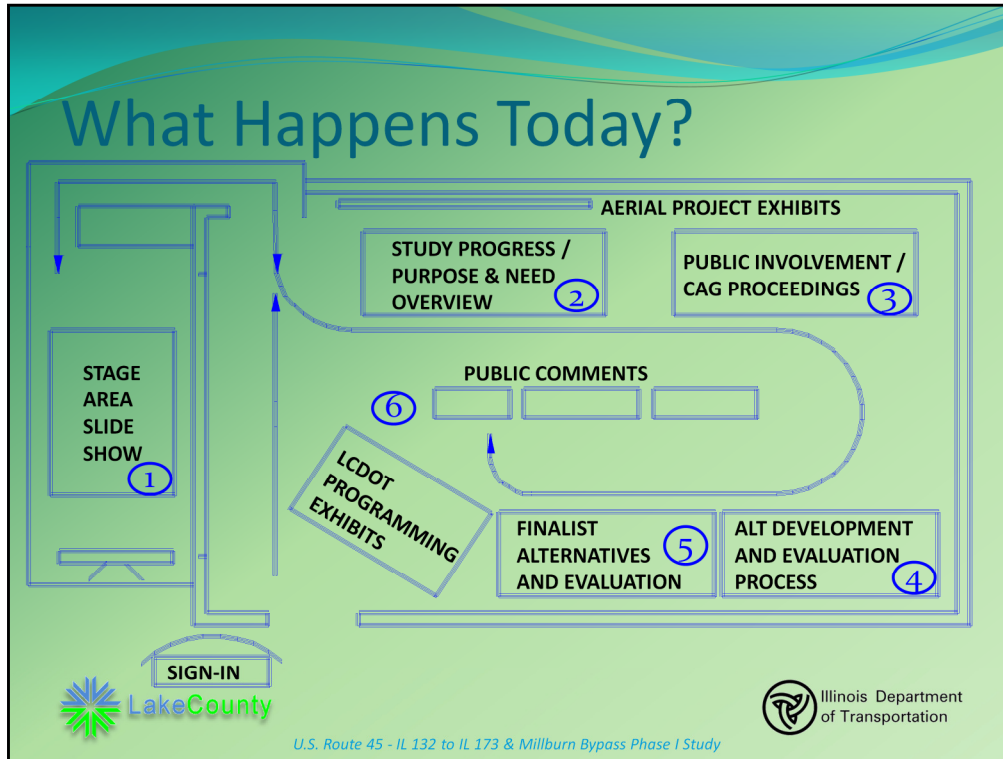 What Happens Today?
AERIAL PROJECT EXHIBITS
STUDY PROGRESS /
PURPOSE & NEED
OVERVIEW
2
PUBLIC INVOLVEMENT /
CAG PROCEEDINGS
3
STAGE
AREA
SLIDE
SHOW
1
PUBLIC COMMENTS
6
LCDOT
PROGRAMMING
EXHIBITS
FINALIST
ALTERNATIVES
AND EVALUATION
5
ALT DEVELOPMENT
AND EVALUATION
PROCESS
4
SIGN-IN
LakeCounty
Illinois Department
of Transportation
U.S. Route 45 - IL 132 to IL 173 & Millburn Bypass Phase I Study